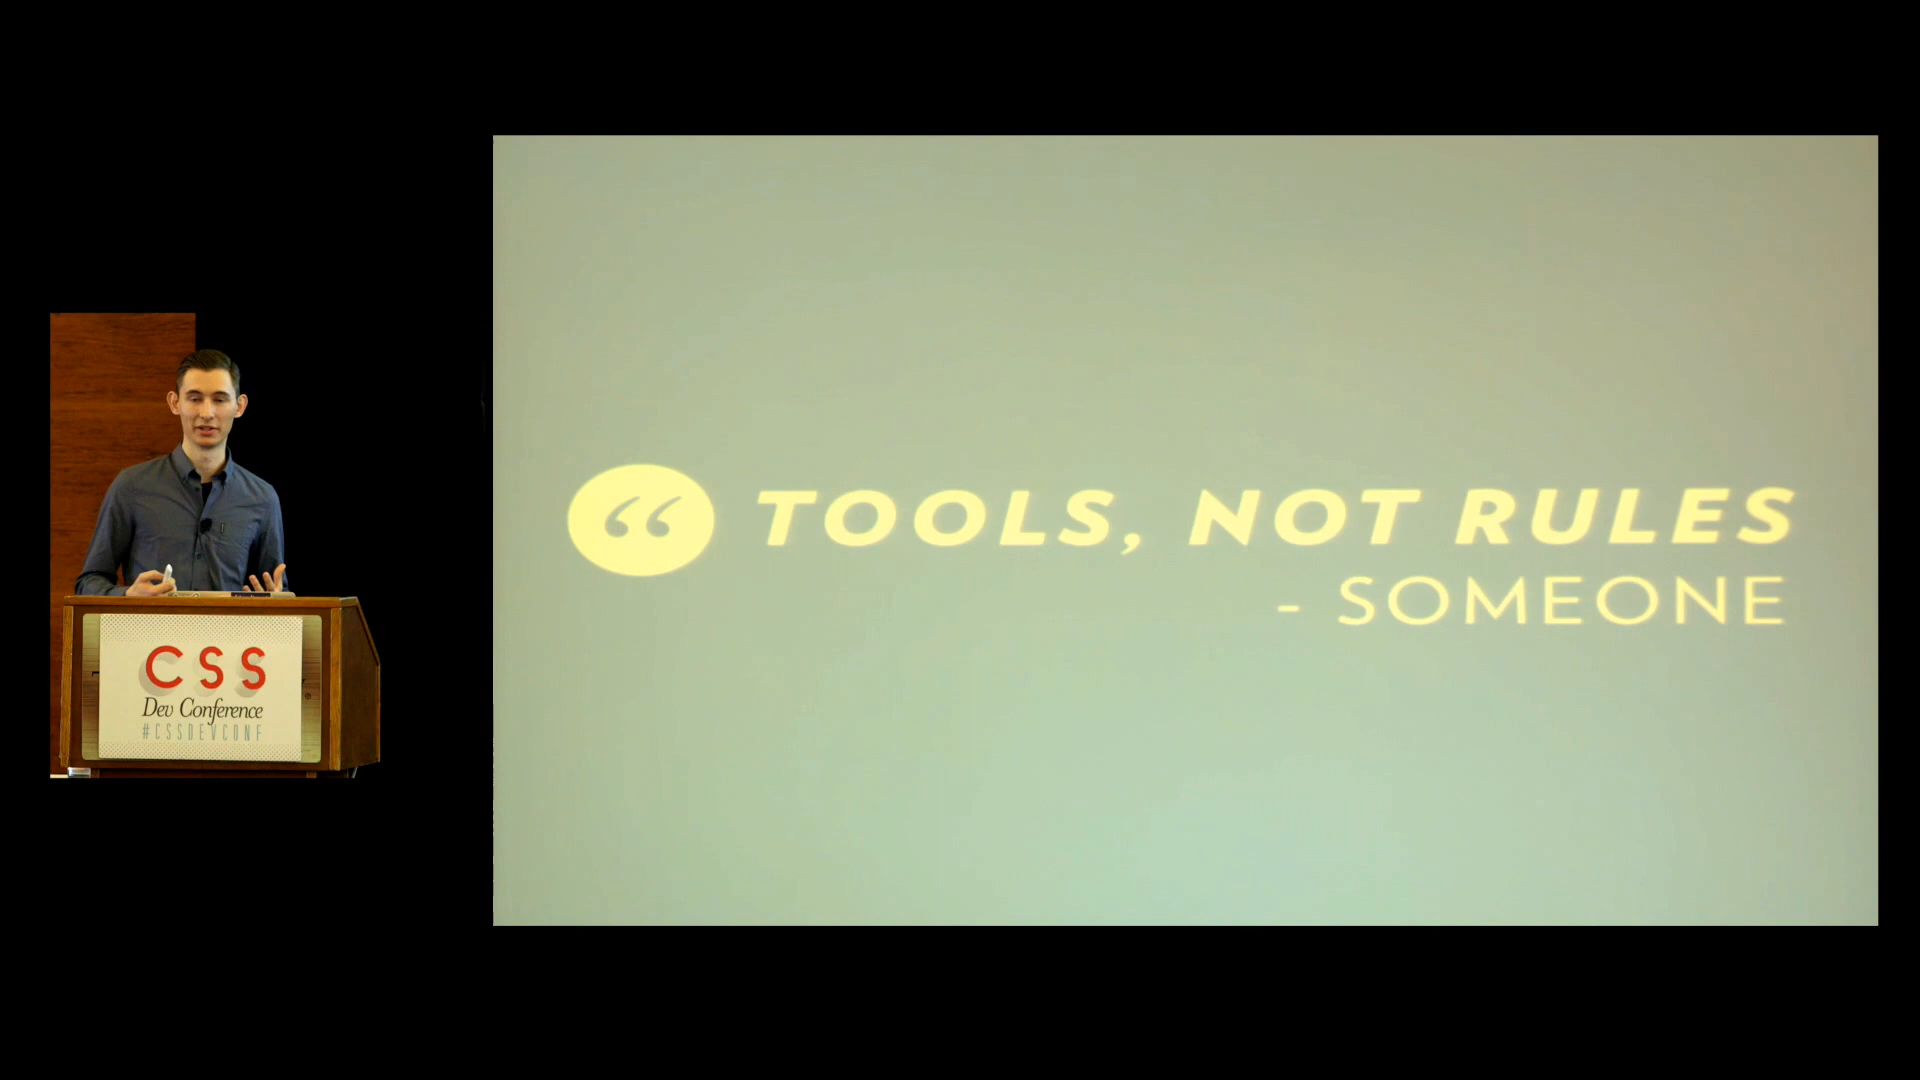 “ TOOLS, NOT RULES
- SOMEONE
CSS
Dev Conference
#CSSDEVCONF